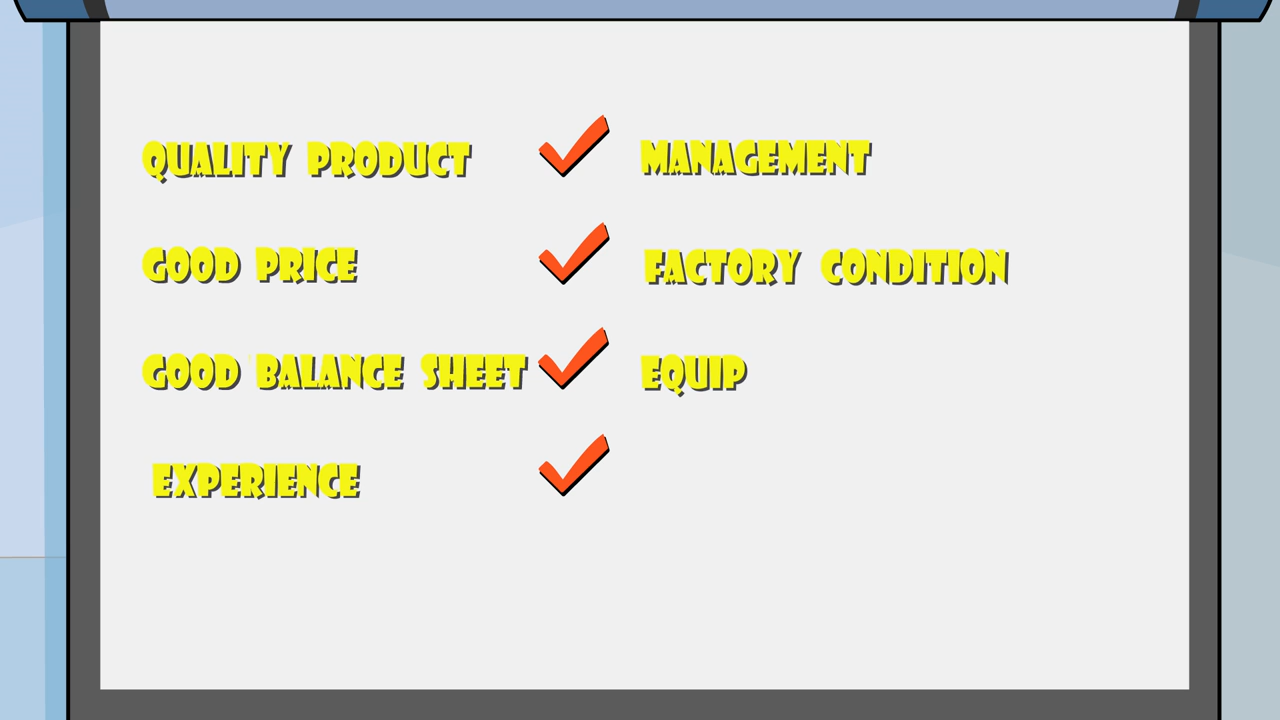 QUALITY PRODUCT
GOOD PRICE
GOOD BALANCE SHEET
EXPERIENCE
MANAGEMENT
FACTORY CONDITION
EQUIP